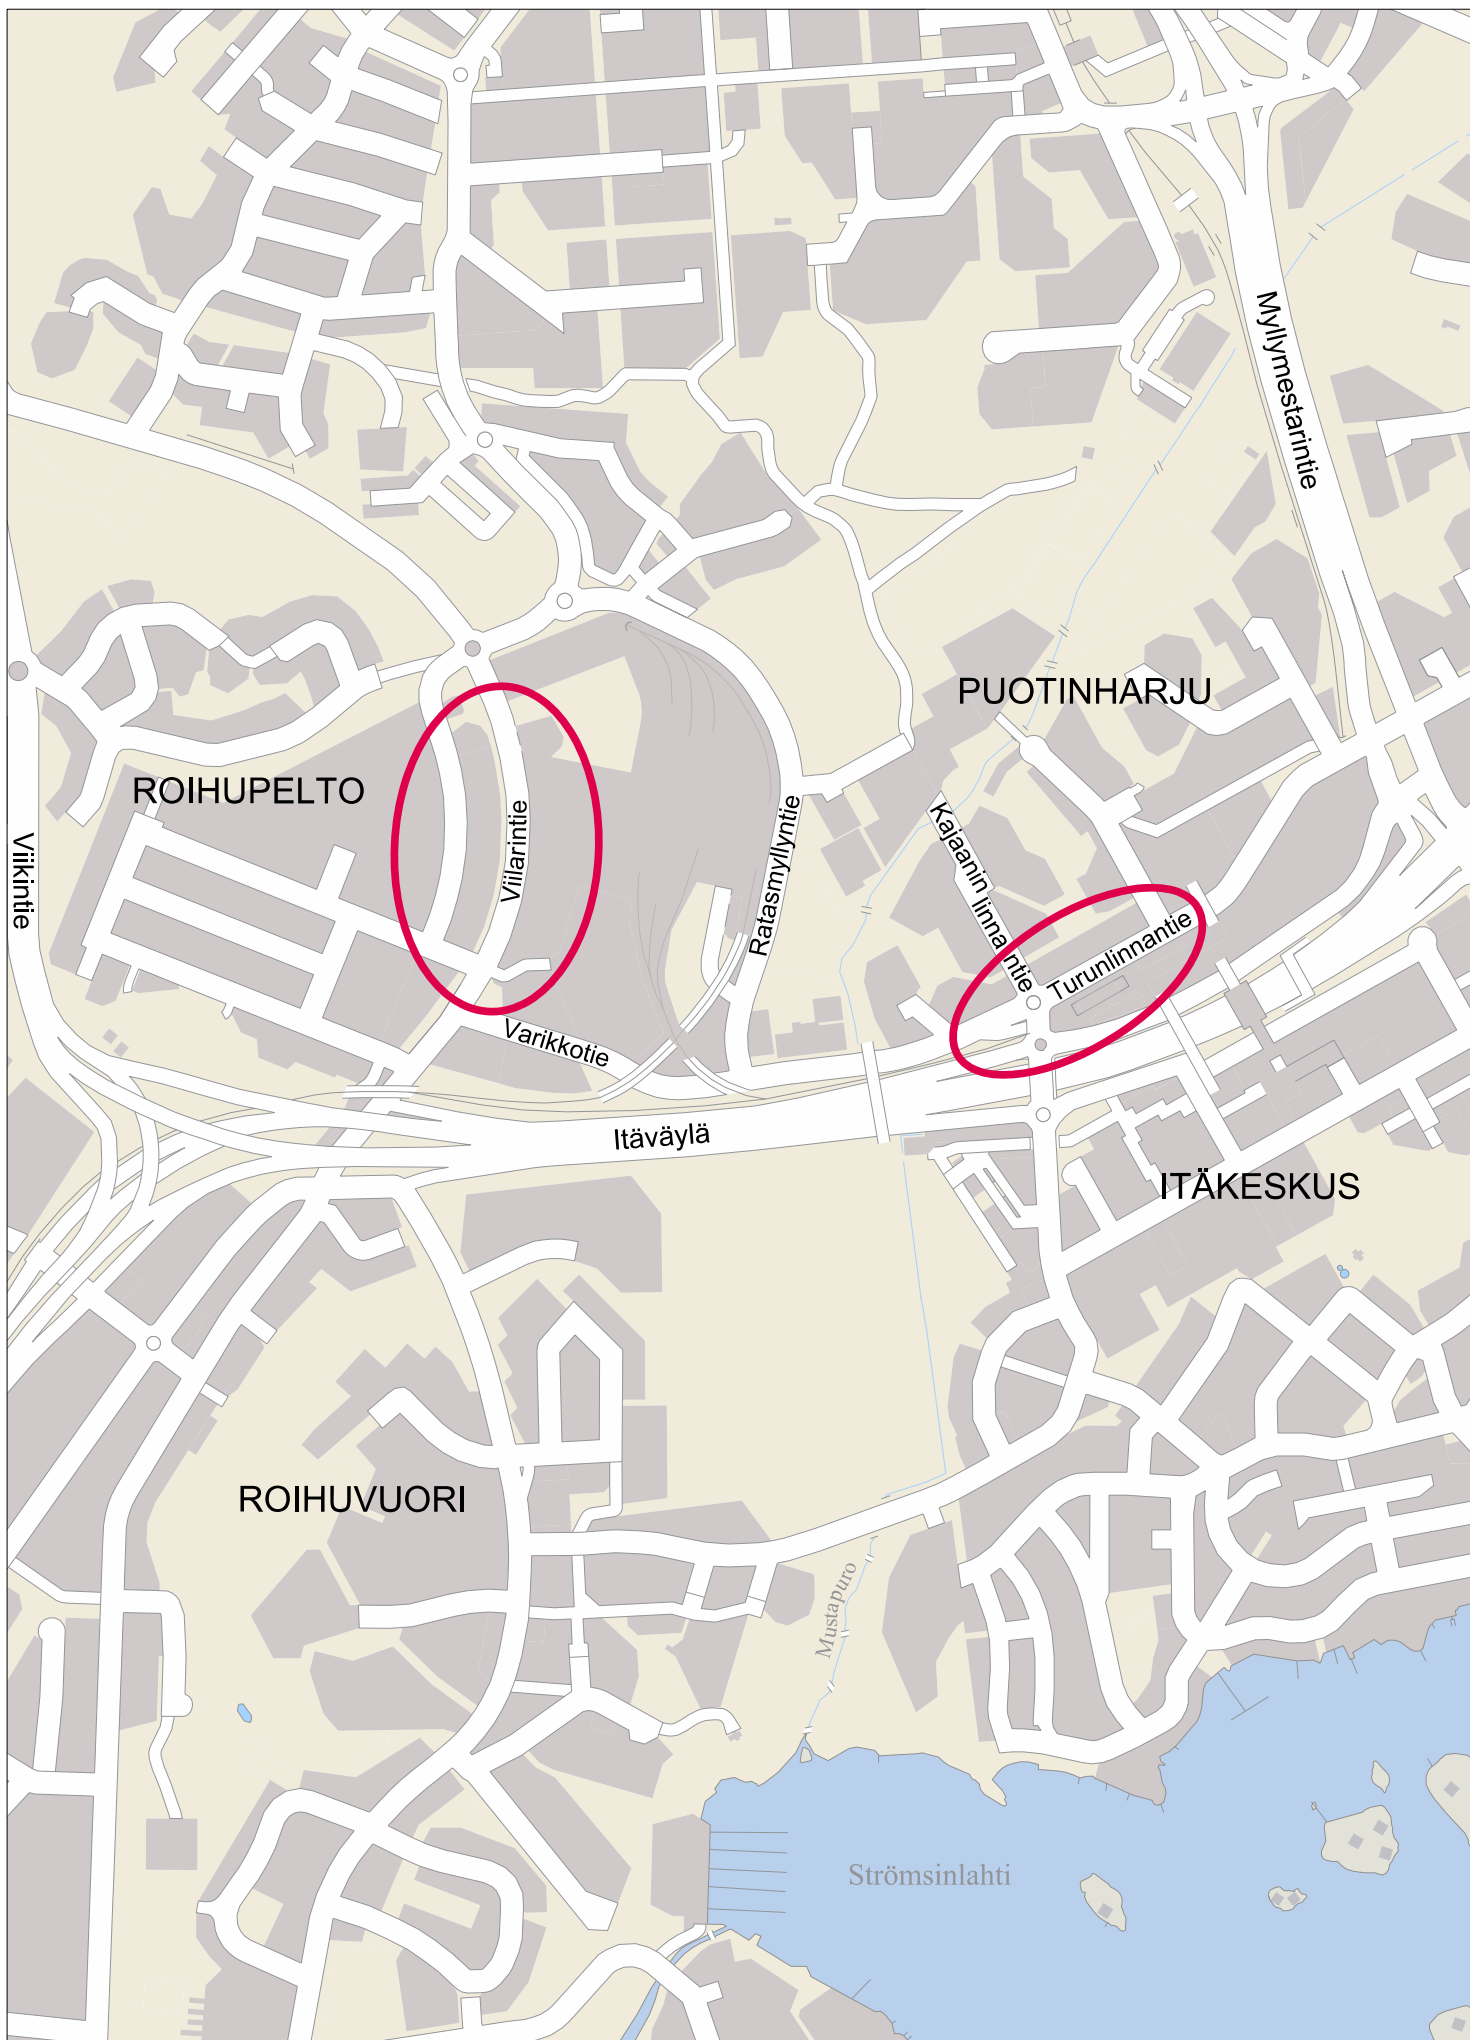 Myllymestarintie
PUOTINHARJU
ROIHUPELTO
Viikintie
Viilarintie
Ratasmyllyntie
Kajaanin linnantie
Turunlinnantie
Varikkotie
Itäväylä
ITÄKESKUS
ROIHUVUORI
Mustapuro
Strömsinlahti